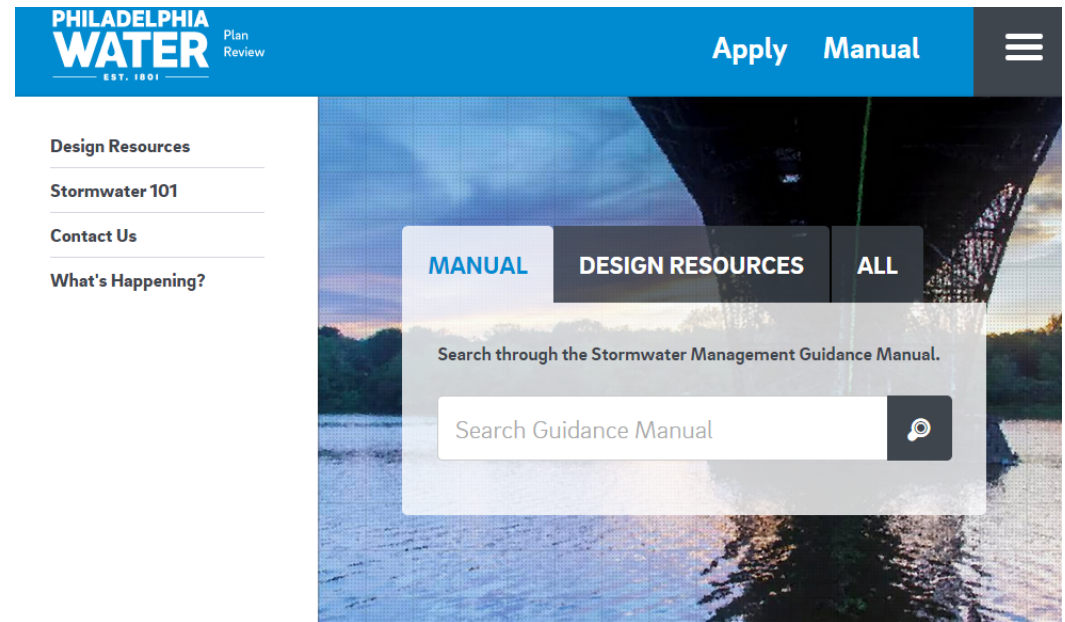 PHILADELPHIA
WATER
EST. 1801
Plan
Review
Apply
Manual
Design Resources
Stormwater 101
Contact Us
What's Happening?
MANUAL
DESIGN RESOURCES
ALL
Search through the Stormwater Management Guidance Manual.
Search Guidance Manual